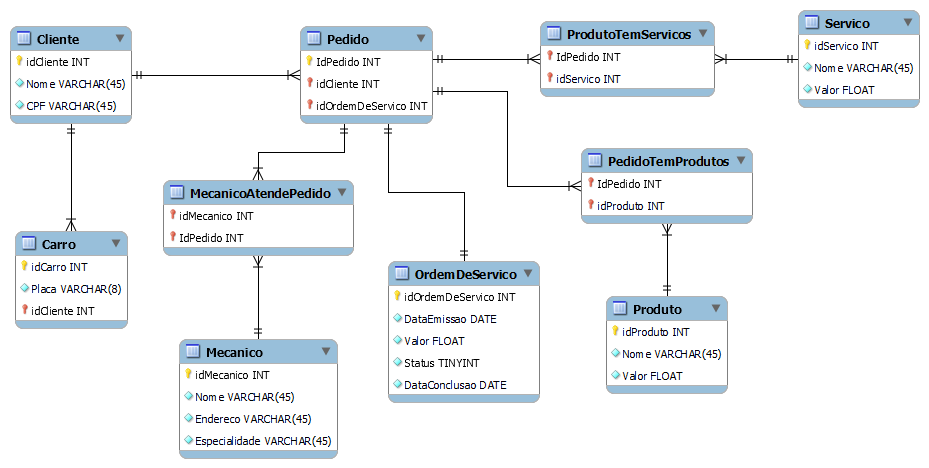 Cliente
idCliente INT
Nome VARCHAR(45)
CPF VARCHAR(45)
Pedido
IdPedido INT
idCliente INT
idOrdemDeServico INT
ProdutoTemServicos
IdPedido INT
idServico INT
Servico
idServico INT
Nome VARCHAR(45)
Valor FLOAT
PedidoTemProdutos
IdPedido INT
idProduto INT
MecanicoAtendePedido
idMecanico INT
IdPedido INT
Carro
idCarro INT
Placa VARCHAR(8)
idCliente INT
OrdemDeServico
idOrdemDeServico INT
DataEmissao DATE
Valor FLOAT
Status TINYINT
DataConclusao DATE
Produto
idProduto INT
Nome VARCHAR(45)
Valor FLOAT
Mecanico
idMecanico INT
Nome VARCHAR(45)
Endereco VARCHAR(45)
Especialidade VARCHAR(45)